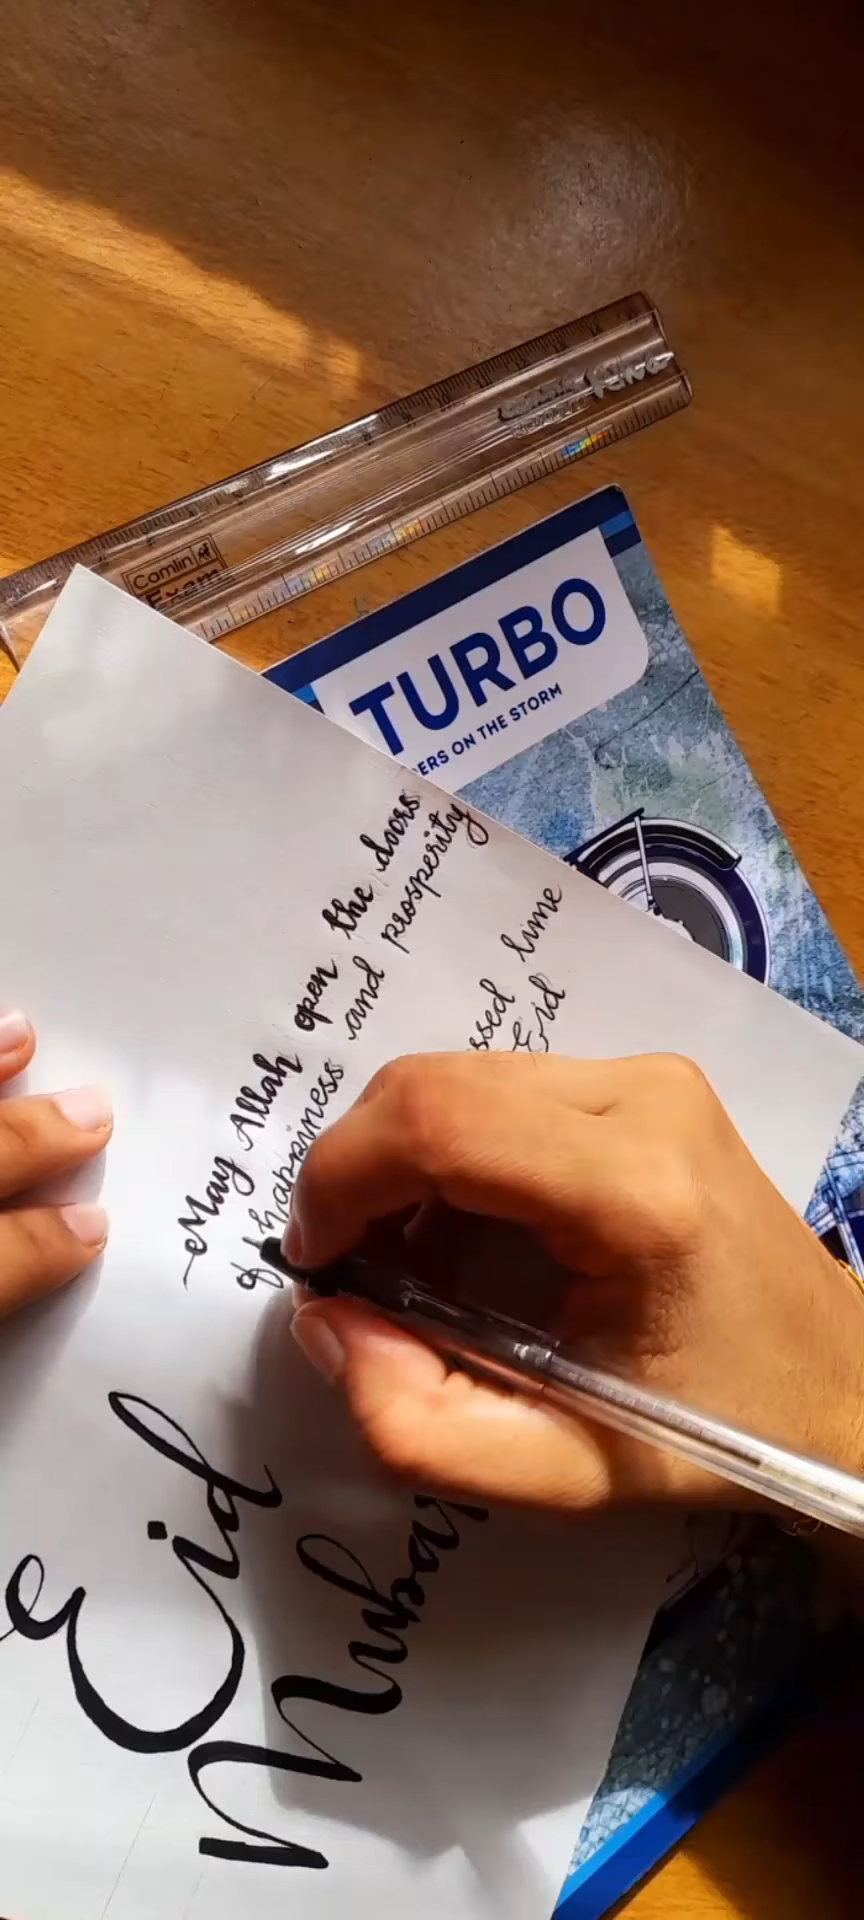 Camlin
Exam
TURBO
ERS ON THE STORM
May Allah open the doors
of happiness and prosperity
ssed time
Eid
Eid
Mubar